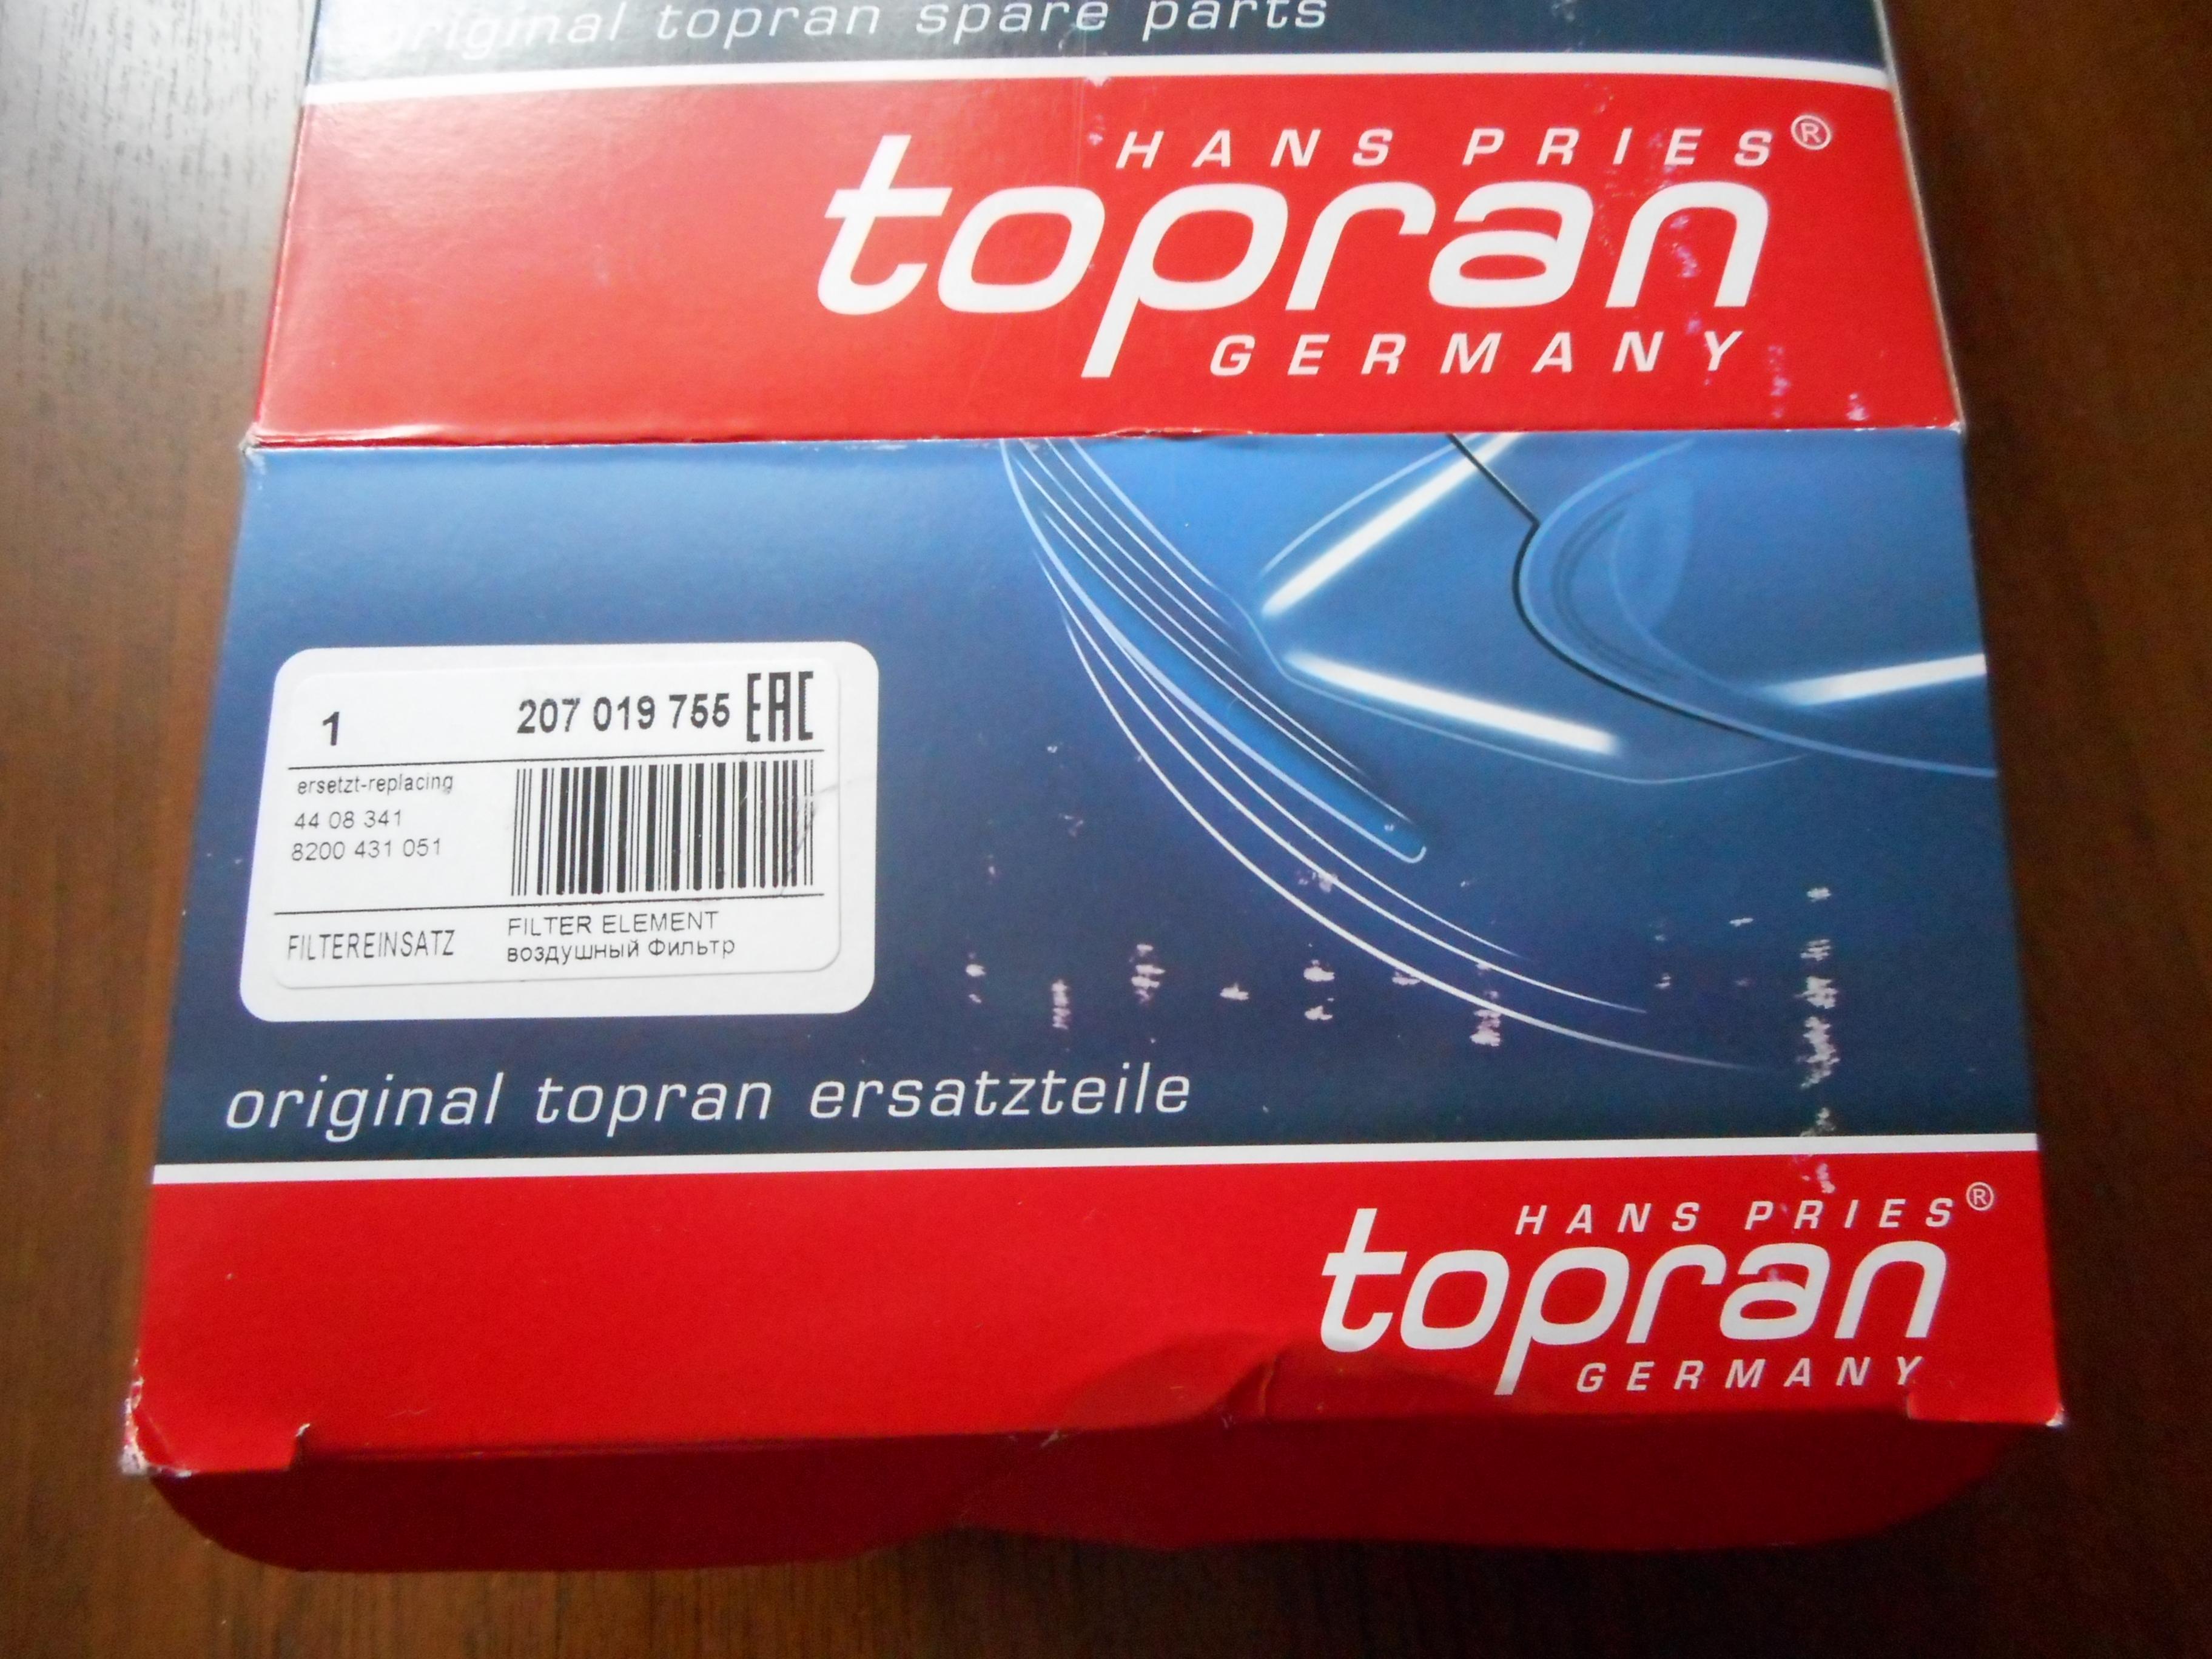 original topran spare parts
HANS PRIES®
topran
GERMANY
1 207 019 755 EAC
ersetzt-replacing
44 08 341
8200 431 051
FILTEREINSATZ
FILTER ELEMENT
воздушный Фильтр
original topran ersatzteile
HANS PRIES®
topran
GERMANY